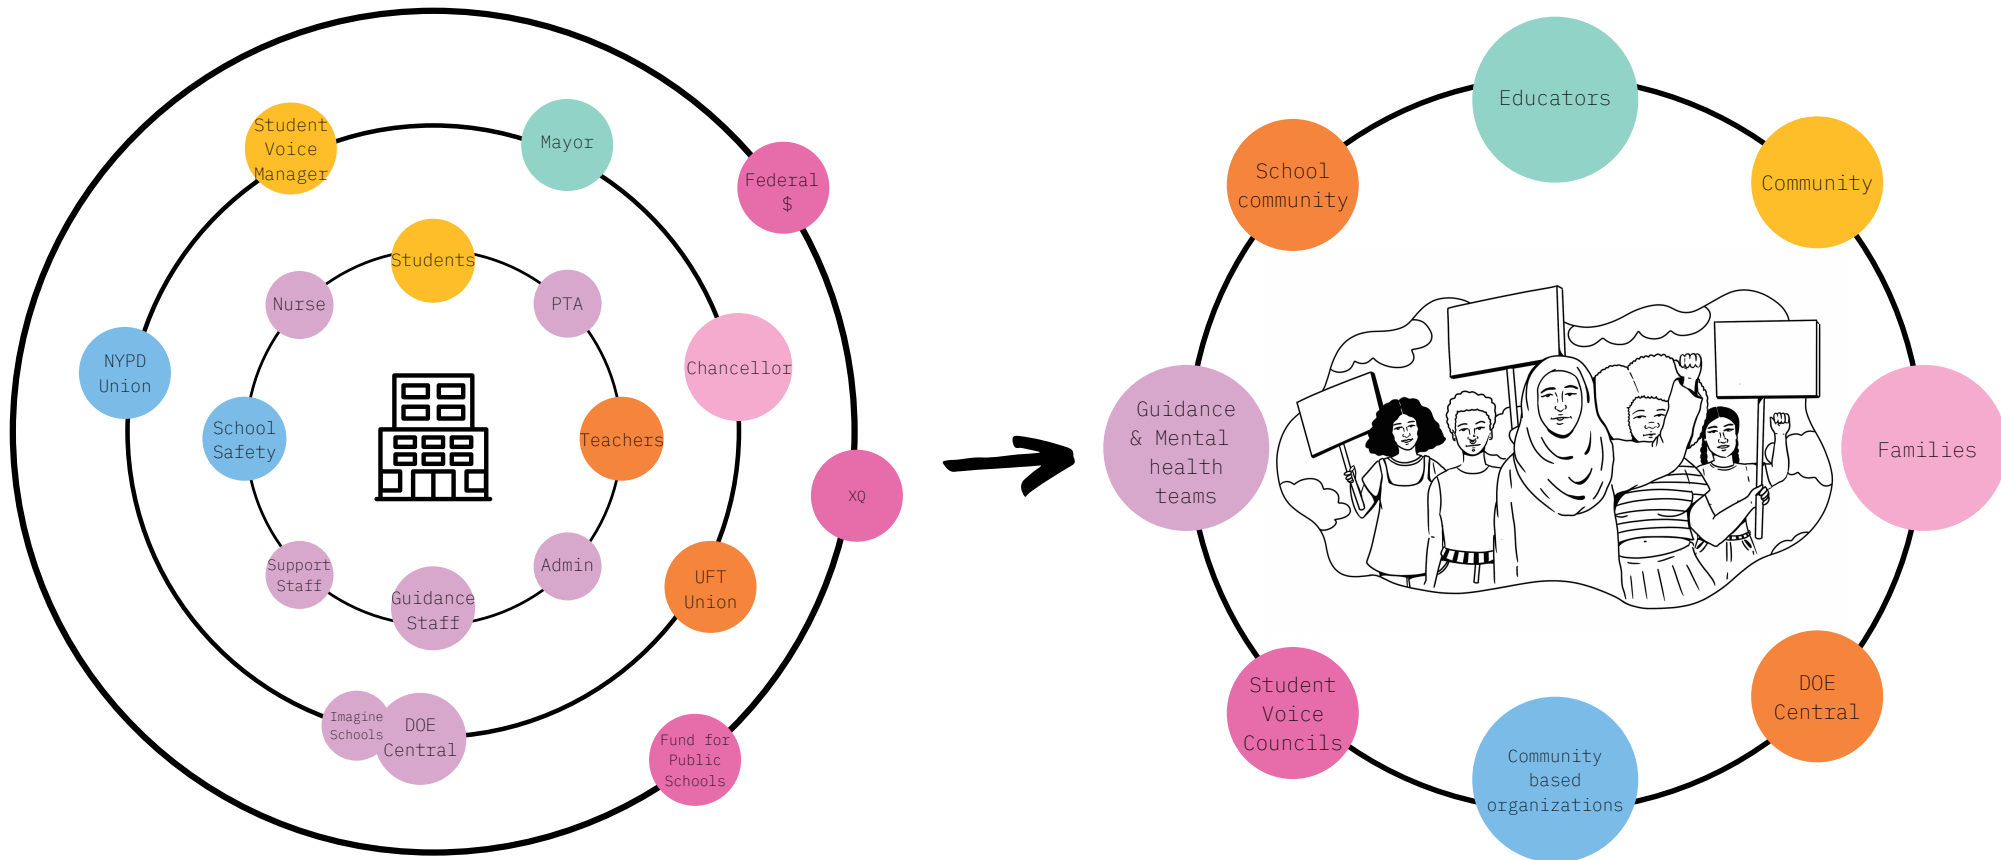 Student
Voice
Manager
Mayor
Federal
$
Students
Nurse
PTA
NYPD
Union
Chancellor
School
Safety
Teachers
XQ
Support
Staff
Guidance
Staff
Admin
UFT
Union
Imagine
Schools
DOE
Central
Fund for
Public
Schools
Educators
School
community
Community
Guidance
& Mental
health
teams
Families
Student
Voice
Councils
DOE
Central
Community
based
organizations